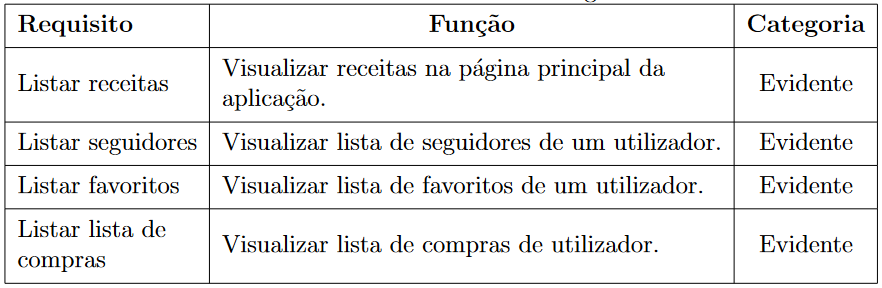 Requisito Função Categoria
Listar receitas Visualizar receitas na página principal da aplicação. Evidente
Listar seguidores Visualizar lista de seguidores de um utilizador. Evidente
Listar favoritos Visualizar lista de favoritos de um utilizador. Evidente
Listar lista de compras Visualizar lista de compras de utilizador. Evidente